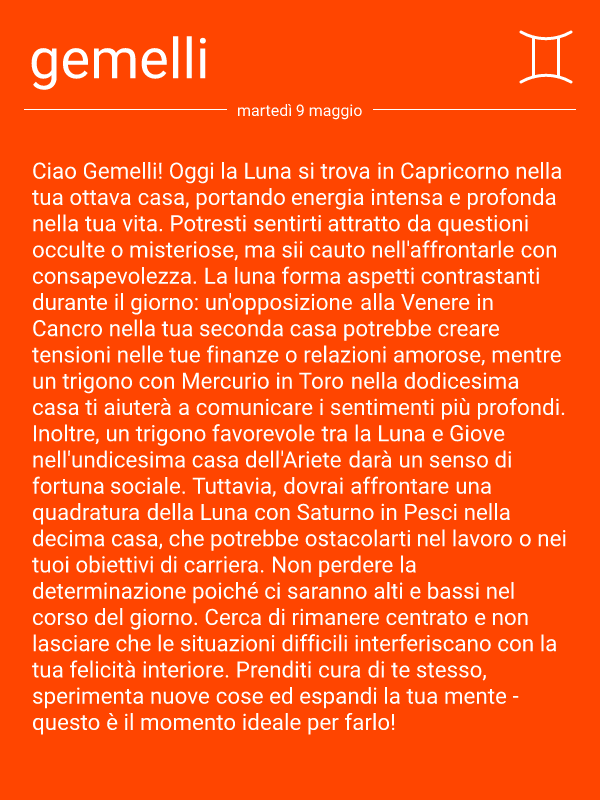 gemelli
martedì 9 maggio
Ciao Gemelli! Oggi la Luna si trova in Capricorno nella
tua ottava casa, portando energia intensa e profonda
nella tua vita. Potresti sentirti attratto da questioni
occulte o misteriose, ma sii cauto nell'affrontarle con
consapevolezza. La luna forma aspetti contrastanti
durante il giorno: un'opposizione alla Venere in
Cancro nella tua seconda casa potrebbe creare
tensioni nelle tue finanze o relazioni amorose, mentre
un trigono con Mercurio in Toro nella dodicesima
casa ti aiuterà a comunicare i sentimenti più profondi.
Inoltre, un trigono favorevole tra la Luna e Giove
nell'undicesima casa dell'Ariete darà un senso di
fortuna sociale. Tuttavia, dovrai affrontare una
quadratura della Luna con Saturno in Pesci nella
decima casa, che potrebbe ostacolarti nel lavoro o nei
tuoi obiettivi di carriera. Non perdere la
determinazione poiché ci saranno alti e bassi nel
corso del giorno. Cerca di rimanere centrato e non
lasciare che le situazioni difficili interferiscano con la
tua felicità interiore. Prenditi cura di te stesso,
sperimenta nuove cose ed espandi la tua mente -
questo è il momento ideale per farlo!